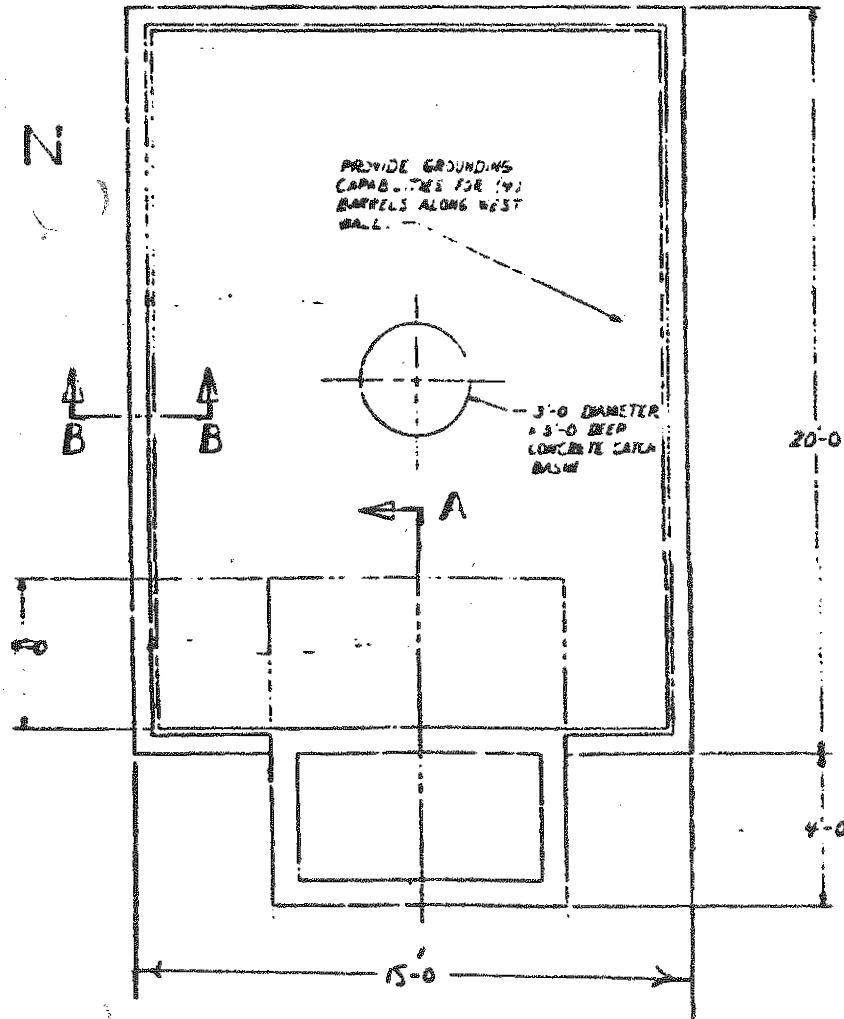 N
PROVIDE GROUNDING
CAPABILITIES FOR (4)
BARRELS ALONG WEST
WALL.
B B
3'-0 DIAMETER
x 3'-0 DEEP
CONCRETE CATCH
BASIN
20'-0
A
4'-0
15'-0